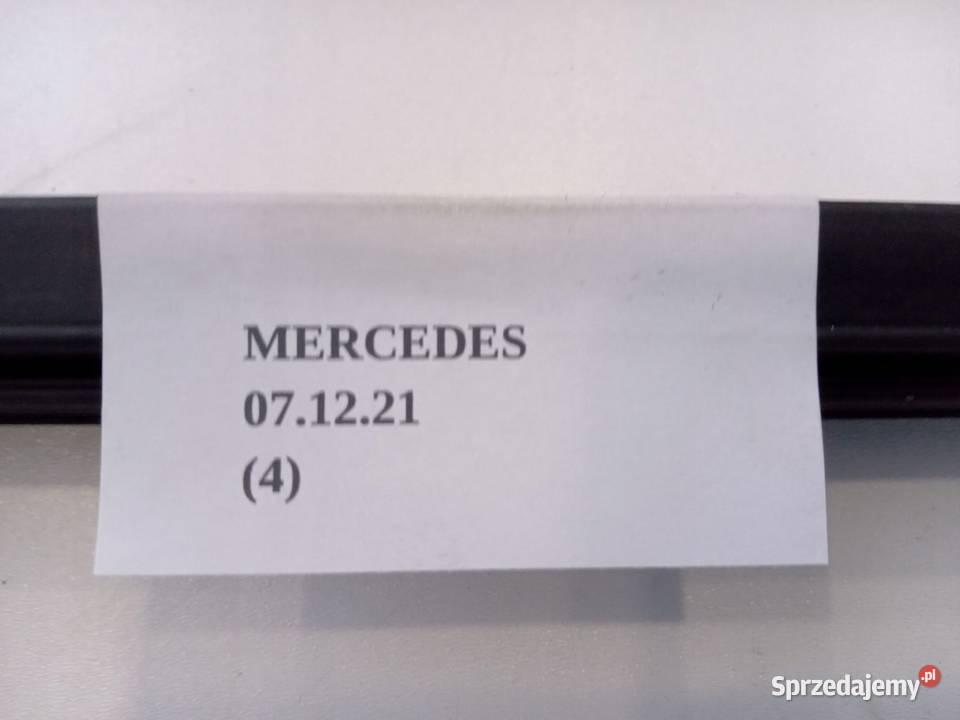 MERCEDES
07.12.21
(4)
Sprzedajemy.pl